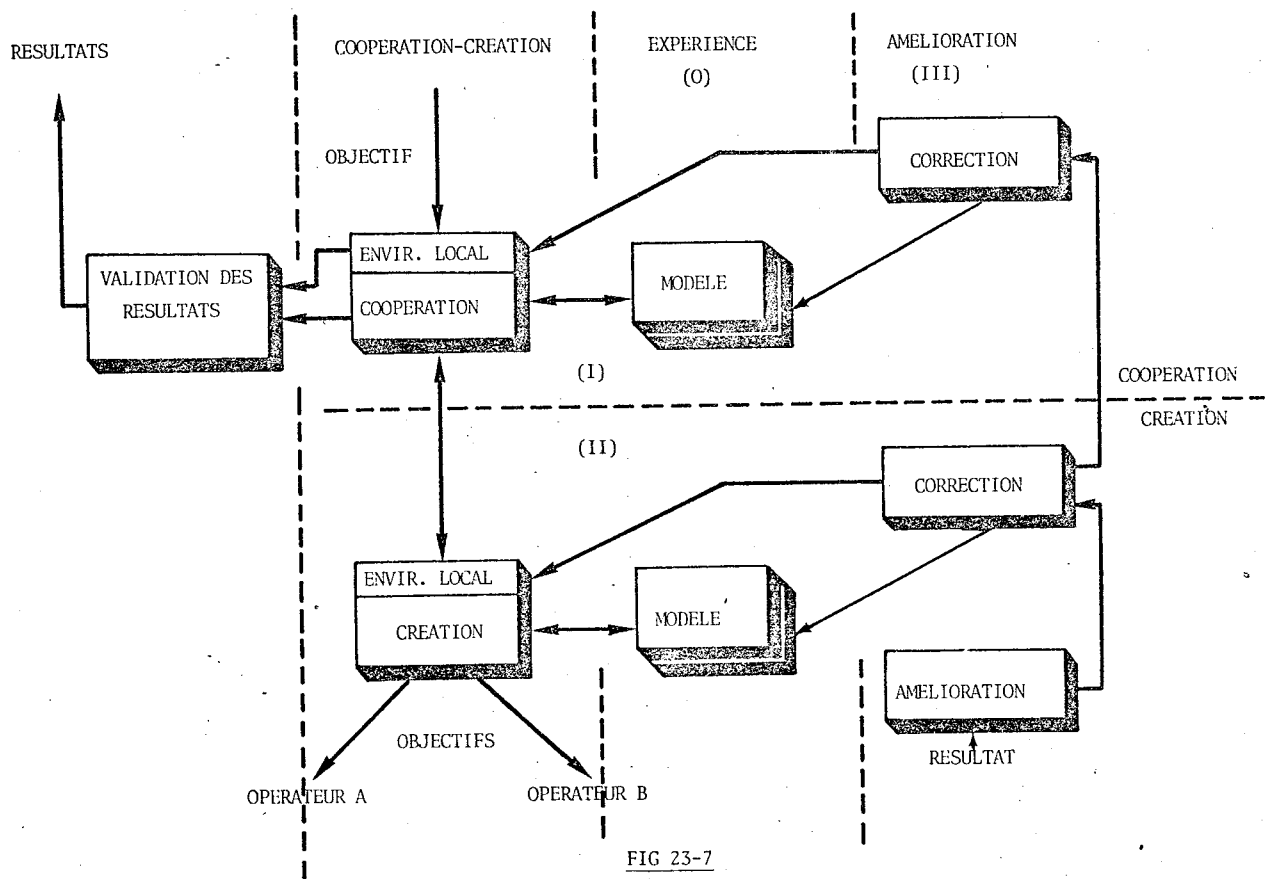 RESULTATS
COOPERATION-CREATION
EXPERIENCE
(O)
AMELIORATION
(III)
OBJECTIF
CORRECTION
ENVIR. LOCAL
COOPERATION
MODELE
VALIDATION DES
RESULTATS
(I)
COOPERATION
CREATION
(II)
CORRECTION
ENVIR. LOCAL
CREATION
MODELE
AMELIORATION
OBJECTIFS
RESULTAT
OPERATEUR A
OPERATEUR B
FIG 23-7